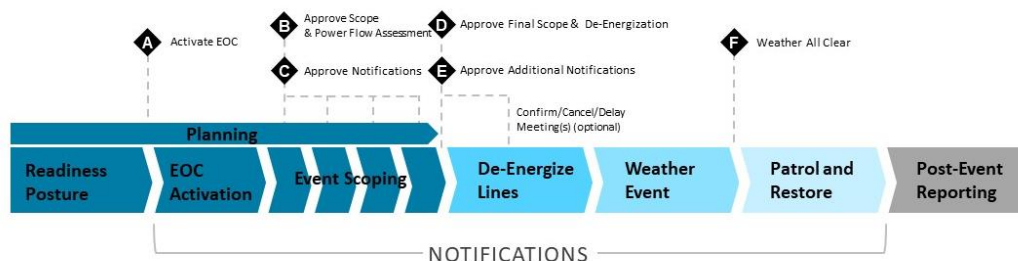 A
Activate EOC
B
Approve Scope
& Power Flow Assessment
C
Approve Notifications
D
Approve Final Scope & De-Energization
E
Approve Additional Notifications
Confirm/Cancel/Delay
Meeting(s) (optional)
F
Weather All Clear
Planning
Readiness
Posture
EOC
Activation
Event Scoping
De-Energize
Lines
Weather
Event
Patrol and
Restore
Post-Event
Reporting
NOTIFICATIONS